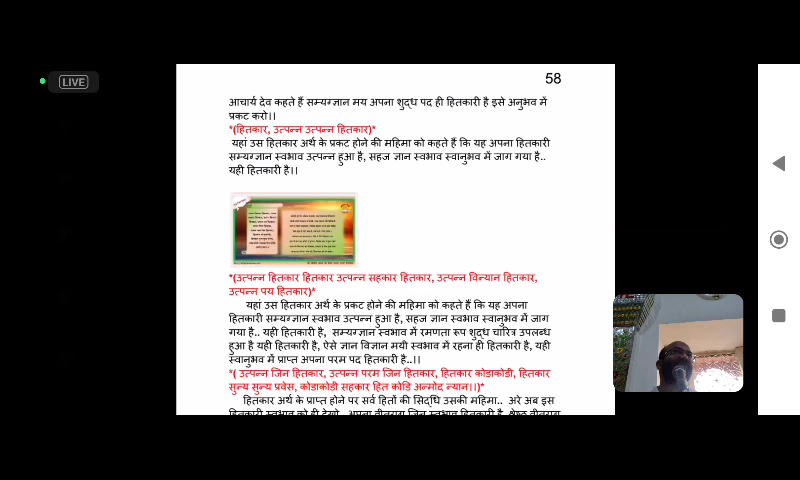 LIVE
58
आचार्य देव कहते हैं सम्यग्ज्ञान मय अपना शुद्ध पद ही हितकारी है इसे अनुभव में
प्रकट करो।।
*(हितकार, उत्पन्न उत्पन्न हितकार)*
यहां उस हितकार अर्थ के प्रकट होने की महिमा को कहते हैं कि यह अपना हितकारी
सम्यग्ज्ञान स्वभाव उत्पन्न हुआ है, सहज ज्ञान स्वभाव स्वानुभव में जाग गया है..
यही हितकारी है।।
*(उत्पन्न हितकार हितकार उत्पन्न सहकार हितकार, उत्पन्न विन्यान हितकार,
उत्पन्न पय हितकार)*
यहां उस हितकार अर्थ के प्रकट होने की महिमा को कहते हैं कि यह अपना
हितकारी सम्यग्ज्ञान स्वभाव उत्पन्न हुआ है, सहज ज्ञान स्वभाव स्वानुभव में जाग
गया है.. यही हितकारी है, सम्यग्ज्ञान स्वभाव में रमणता रूप शुद्ध चारित्र उपलब्ध
हुआ है यही हितकारी है, ऐसे ज्ञान विज्ञान मयी स्वभाव में रहना ही हितकारी है, यही
स्वानुभव में प्राप्त अपना परम पद हितकारी है..।।
*( उत्पन्न जिन हितकार, उत्पन्न परम जिन हितकार, हितकार कोडाकोडी, हितकार
सुन्य सुन्य प्रवेस, कोडाकोडी सहकार हित कोडि अन्मोद न्यान।।)*
हितकार अर्थ के प्राप्त होने पर सर्व हितों की सिद्धि उसकी महिमा.. अरे अब इस
हितकारी स्वभाव को ही देखो, अपना वीतराग जिन स्वभाव हितकारी है